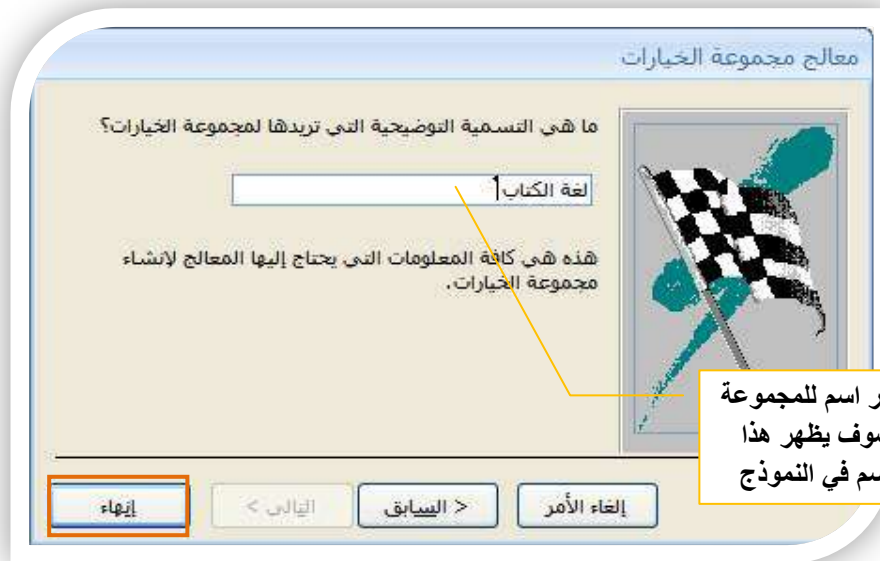 معالج مجموعة الخيارات
ما هي التسمية التوضيحية التي تريدها لمجموعة الخيارات؟
لغة الكتاب
هذه هي كافة المعلومات التي يحتاج إليها المعالج لإنشاء
مجموعة الخيارات.
اسم للمجموعة
يظهر هذا
في النموذج
إلغاء الأمر
< السابق
التالي >
إنهاء